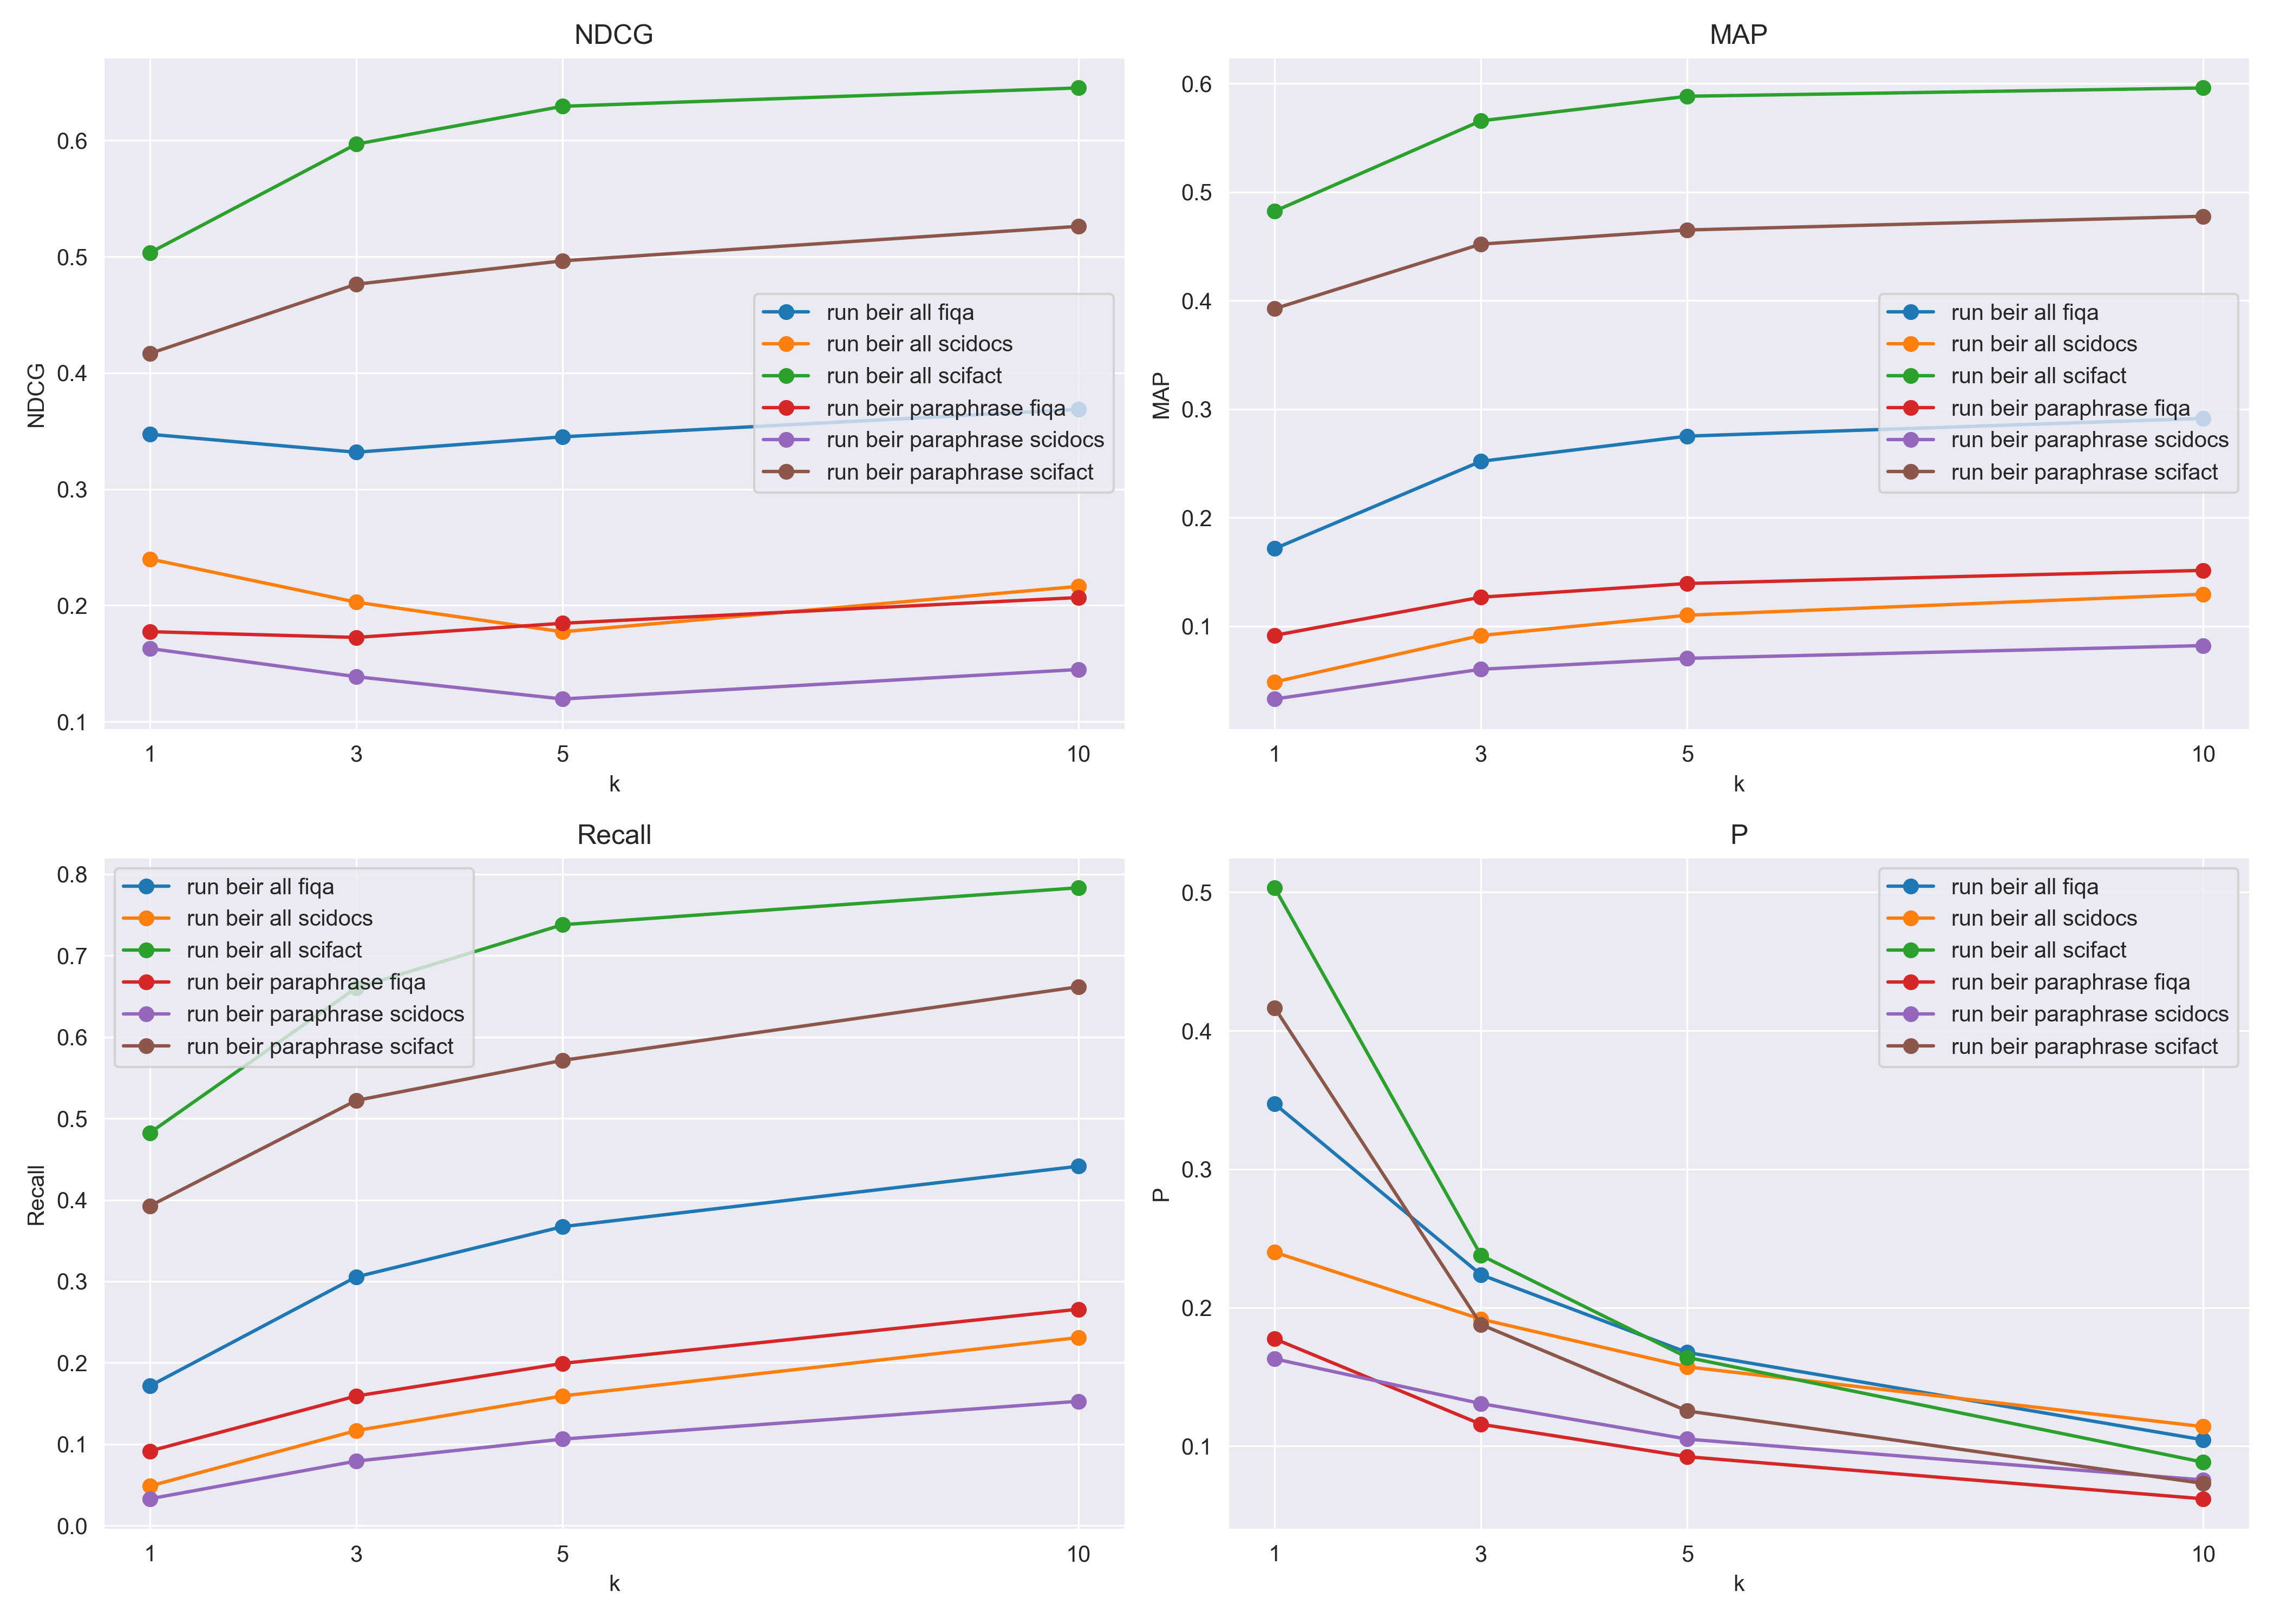 NDCG
NDCG
0.6
0.5
0.4
0.3
0.2
0.1
run beir all fiqa
run beir all scidocs
run beir all scifact
run beir paraphrase fiqa
run beir paraphrase scidocs
run beir paraphrase scifact
1 3 5 10
k
MAP
MAP
0.6
0.5
0.4
0.3
0.2
0.1
run beir all fiqa
run beir all scidocs
run beir all scifact
run beir paraphrase fiqa
run beir paraphrase scidocs
run beir paraphrase scifact
1 3 5 10
k
Recall
Recall
0.8
0.7
0.6
0.5
0.4
0.3
0.2
0.1
0.0
run beir all fiqa
run beir all scidocs
run beir all scifact
run beir paraphrase fiqa
run beir paraphrase scidocs
run beir paraphrase scifact
1 3 5 10
k
P
P
0.5
0.4
0.3
0.2
0.1
run beir all fiqa
run beir all scidocs
run beir all scifact
run beir paraphrase fiqa
run beir paraphrase scidocs
run beir paraphrase scifact
1 3 5 10
k